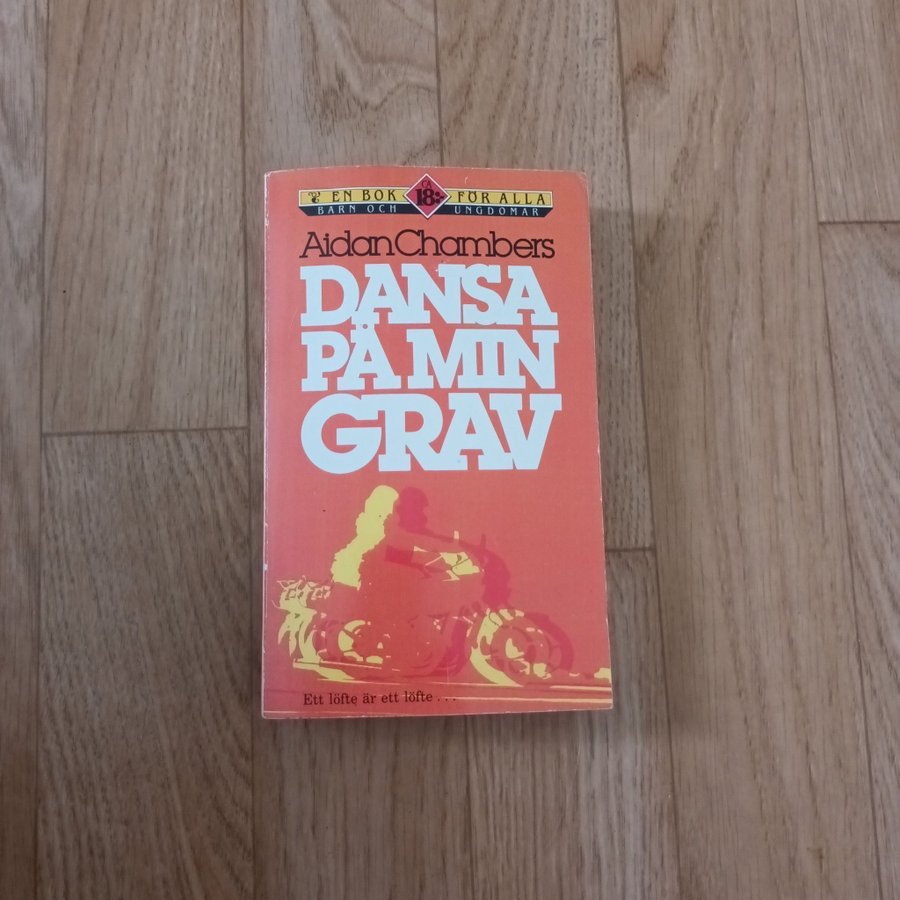 EN BOK CA 18:- FÖR ALLA
BARN OCH UNGDOMAR
Aidan Chambers
DANSA
PÅ MIN
GRAV
Ett löfte är ett löfte . . .